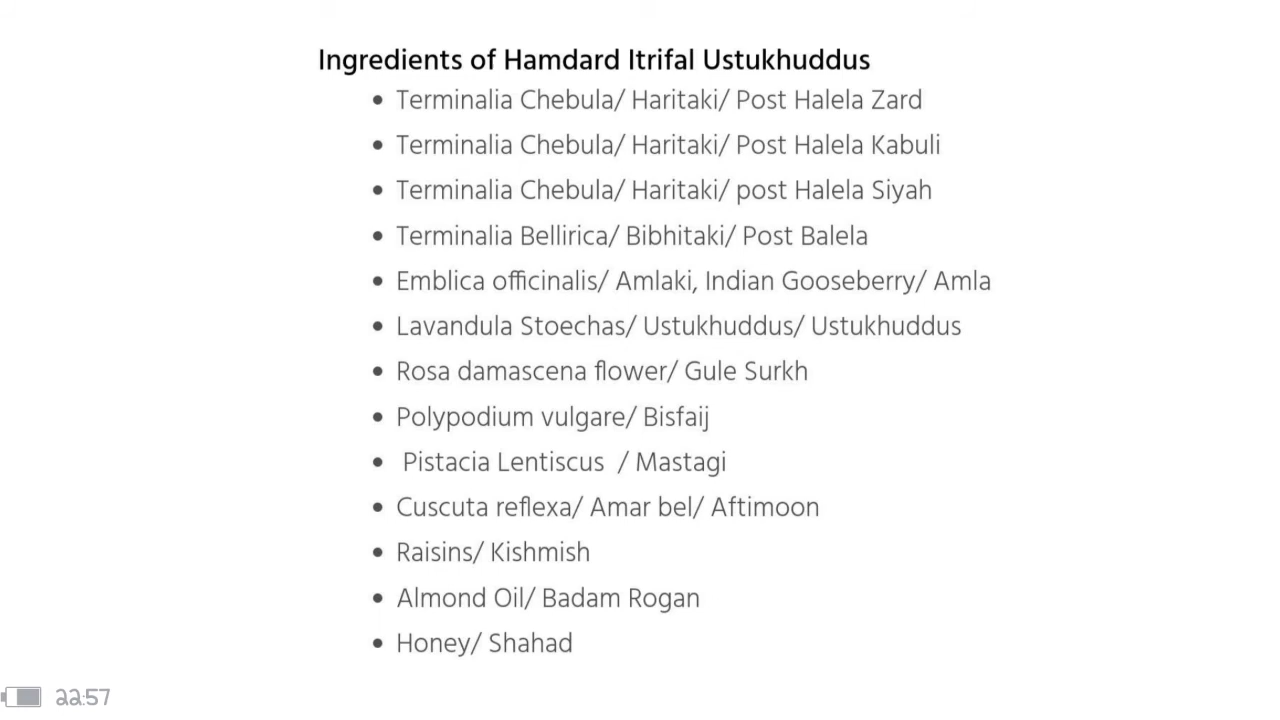 Ingredients of Hamdard Itrifal Ustukhuddus
• Terminalia Chebula/ Haritaki/ Post Halela Zard
• Terminalia Chebula/ Haritaki/ Post Halela Kabuli
• Terminalia Chebula/ Haritaki/ post Halela Siyah
• Terminalia Bellirica/ Bibhitaki/ Post Balela
• Emblica officinalis/ Amlaki, Indian Gooseberry/ Amla
• Lavandula Stoechas/ Ustukhuddus/ Ustukhuddus
• Rosa damascena flower/ Gule Surkh
• Polypodium vulgare/ Bisfaij
• Pistacia Lentiscus / Mastagi
• Cuscuta reflexa/ Amar bel/ Aftimoon
• Raisins/ Kishmish
• Almond Oil/ Badam Rogan
• Honey/ Shahad
22:57